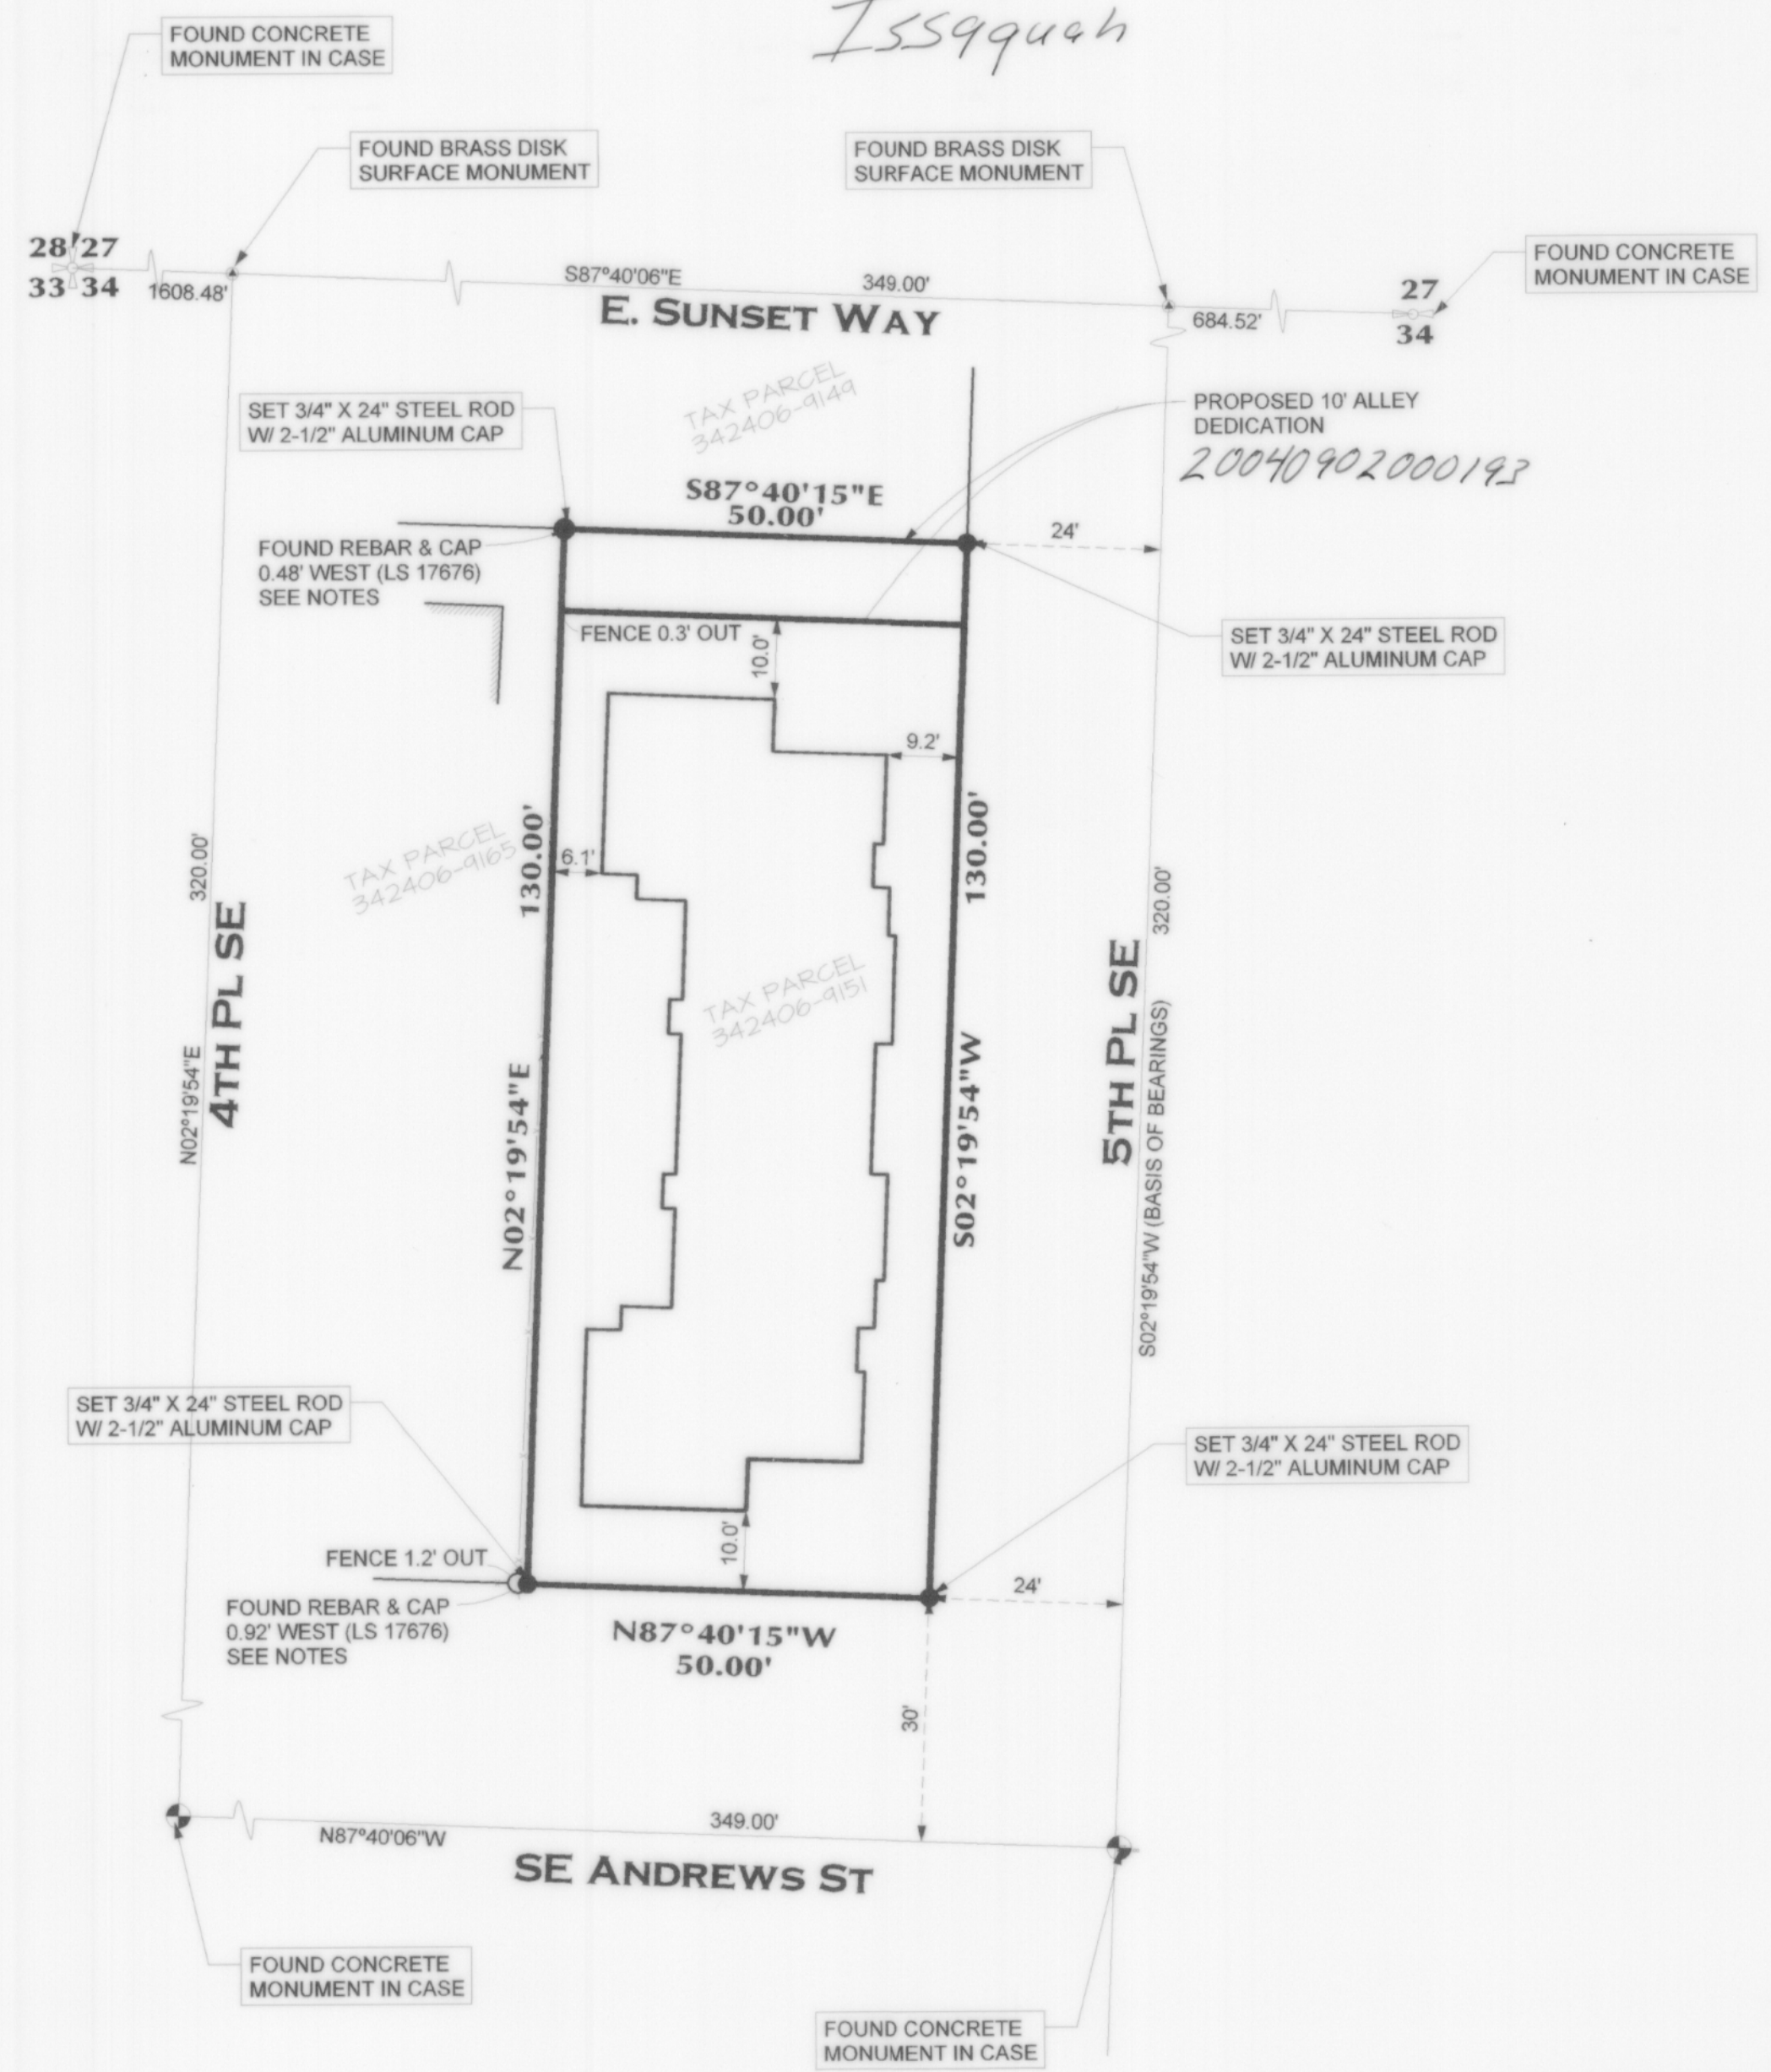 Issaquah
FOUND CONCRETE
MONUMENT IN CASE
FOUND BRASS DISK
SURFACE MONUMENT
FOUND BRASS DISK
SURFACE MONUMENT
FOUND CONCRETE
MONUMENT IN CASE
28 27
33 34
1608.48'
S87°40'06"E
349.00'
E. SUNSET WAY
684.52'
27
34
TAX PARCEL
342406-9149
SET 3/4" X 24" STEEL ROD
W/ 2-1/2" ALUMINUM CAP
PROPOSED 10' ALLEY
DEDICATION
20040902000193
S87°40'15"E
50.00'
24'
FOUND REBAR & CAP
0.48' WEST (LS 17676)
SEE NOTES
FENCE 0.3' OUT
10.0'
SET 3/4" X 24" STEEL ROD
W/ 2-1/2" ALUMINUM CAP
9.2'
130.00'
130.00'
6.1'
TAX PARCEL
342406-9165
320.00'
320.00'
4TH PL SE
N02°19'54"E
TAX PARCEL
342406-9151
N02°19'54"E
S02°19'54"W
5TH PL SE
S02°19'54"W (BASIS OF BEARINGS)
SET 3/4" X 24" STEEL ROD
W/ 2-1/2" ALUMINUM CAP
SET 3/4" X 24" STEEL ROD
W/ 2-1/2" ALUMINUM CAP
10.0'
FENCE 1.2' OUT
24'
FOUND REBAR & CAP
0.92' WEST (LS 17676)
SEE NOTES
N87°40'15"W
50.00'
30'
N87°40'06"W
349.00'
SE ANDREWS ST
FOUND CONCRETE
MONUMENT IN CASE
FOUND CONCRETE
MONUMENT IN CASE